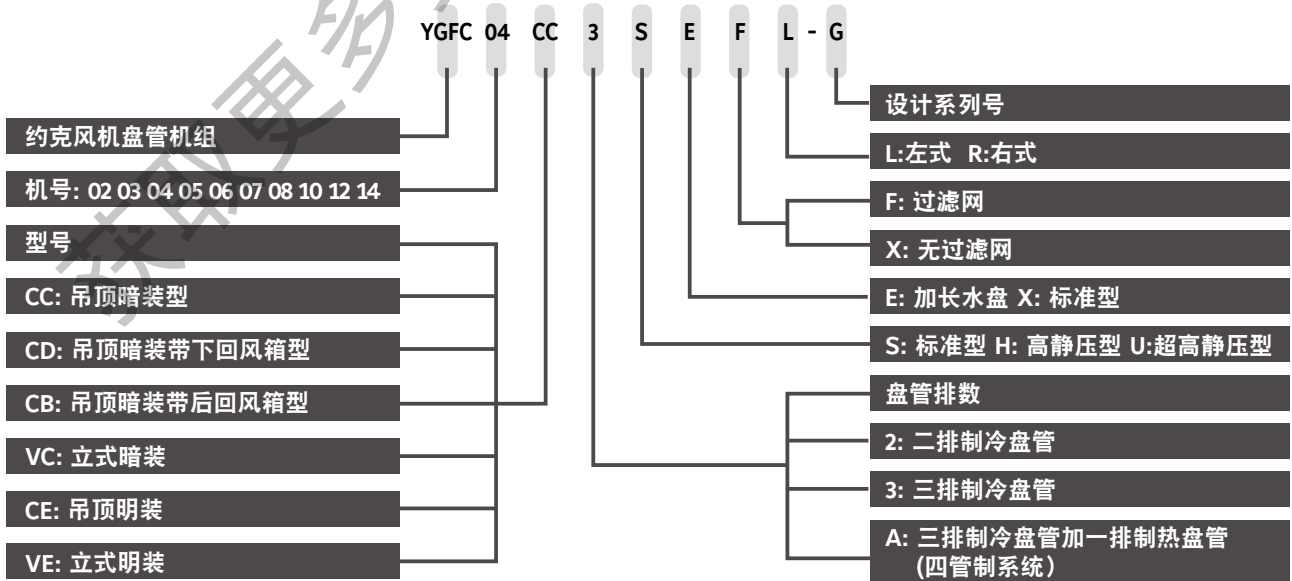 YGFC 04 CC 3 S E F L - G
约克风机盘管机组
机号: 02 03 04 05 06 07 08 10 12 14
型号
CC: 吊顶暗装型
CD: 吊顶暗装带下回风箱型
CB: 吊顶暗装带后回风箱型
VC: 立式暗装
CE: 吊顶明装
VE: 立式明装
设计系列号
L:左式 R:右式
F: 过滤网
X: 无过滤网
E: 加长水盘 X: 标准型
S: 标准型 H: 高静压型 U:超高静压型
盘管排数
2: 二排制冷盘管
3: 三排制冷盘管
A: 三排制冷盘管加一排制热盘管
(四管制系统）
获取更多